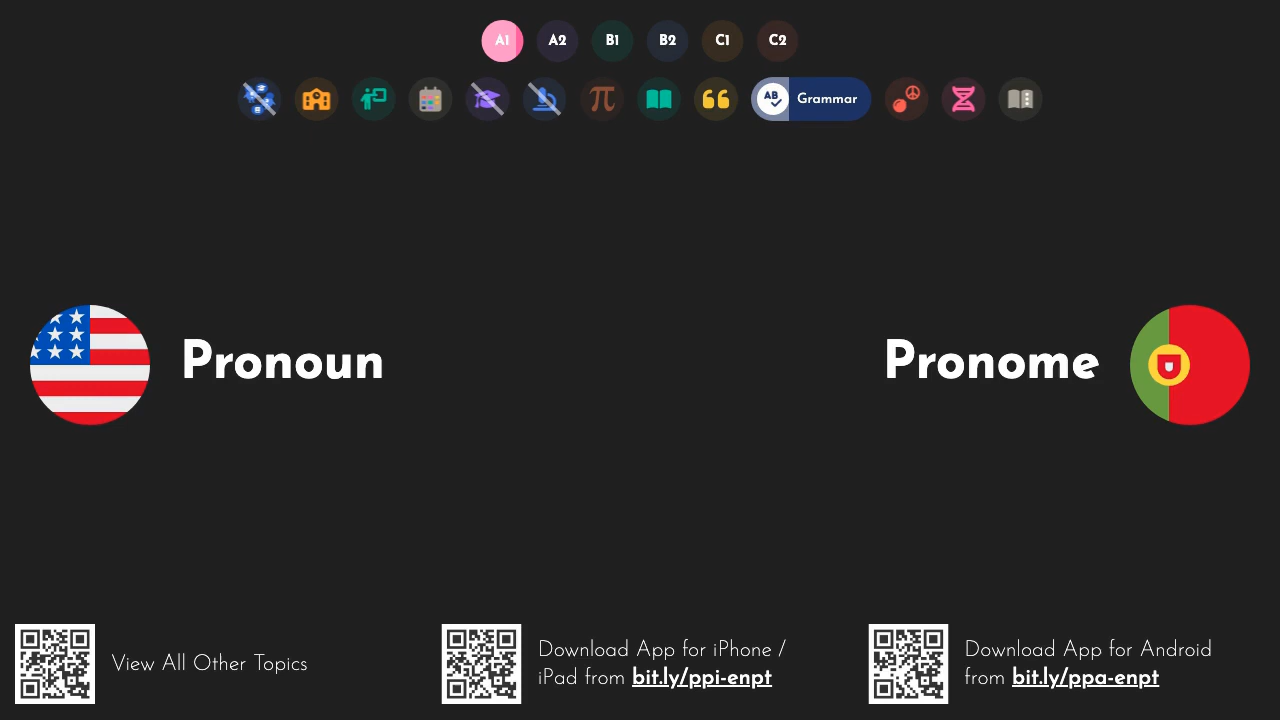 A1 A2 B1 B2 C1 C2
AB Grammar
Pronoun
Pronome
View All Other Topics
Download App for iPhone /
iPad from bit.ly/ppi-enpt
Download App for Android
from bit.ly/ppa-enpt